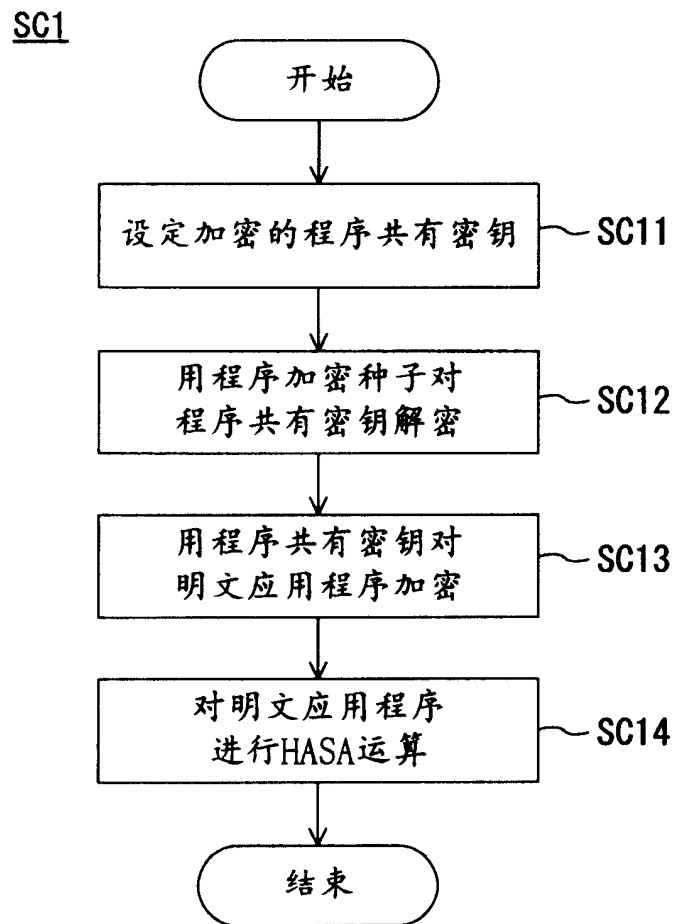 SC1
开始
设定加密的程序共有密钥
SC11
用程序加密种子对
程序共有密钥解密
SC12
用程序共有密钥对
明文应用程序加密
SC13
对明文应用程序
进行HASA运算
SC14
结束